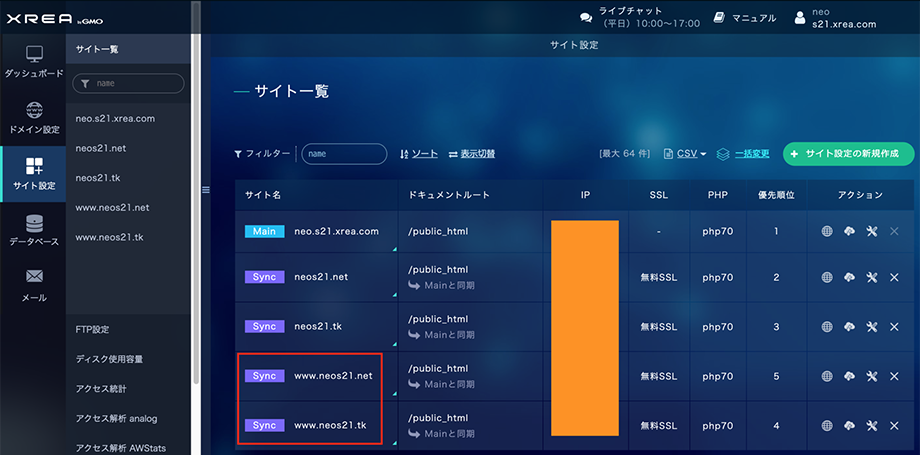 XREA by GMO
ライブチャット
(平日) 10:00〜17:00
マニュアル
neo
s21.xrea.com
ダッシュボード
ドメイン設定
サイト設定
データベース
メール
サイト一覧
name
neo.s21.xrea.com
neos21.net
neos21.tk
www.neos21.net
www.neos21.tk
FTP設定
ディスク使用容量
アクセス統計
アクセス解析 analog
アクセス解析 AWStats
サイト設定
サイト一覧
フィルター name ソート 表示切替 [最大 64 件] CSV 一括変更 + サイト設定の新規作成
サイト名 ドキュメントルート IP SSL PHP 優先順位 アクション
Main neo.s21.xrea.com /public_html - php70 1
Sync neos21.net /public_html 無料SSL php70 2
Mainと同期
Sync neos21.tk /public_html 無料SSL php70 3
Mainと同期
Sync www.neos21.net /public_html 無料SSL php70 5
Mainと同期
Sync www.neos21.tk /public_html 無料SSL php70 4
Mainと同期